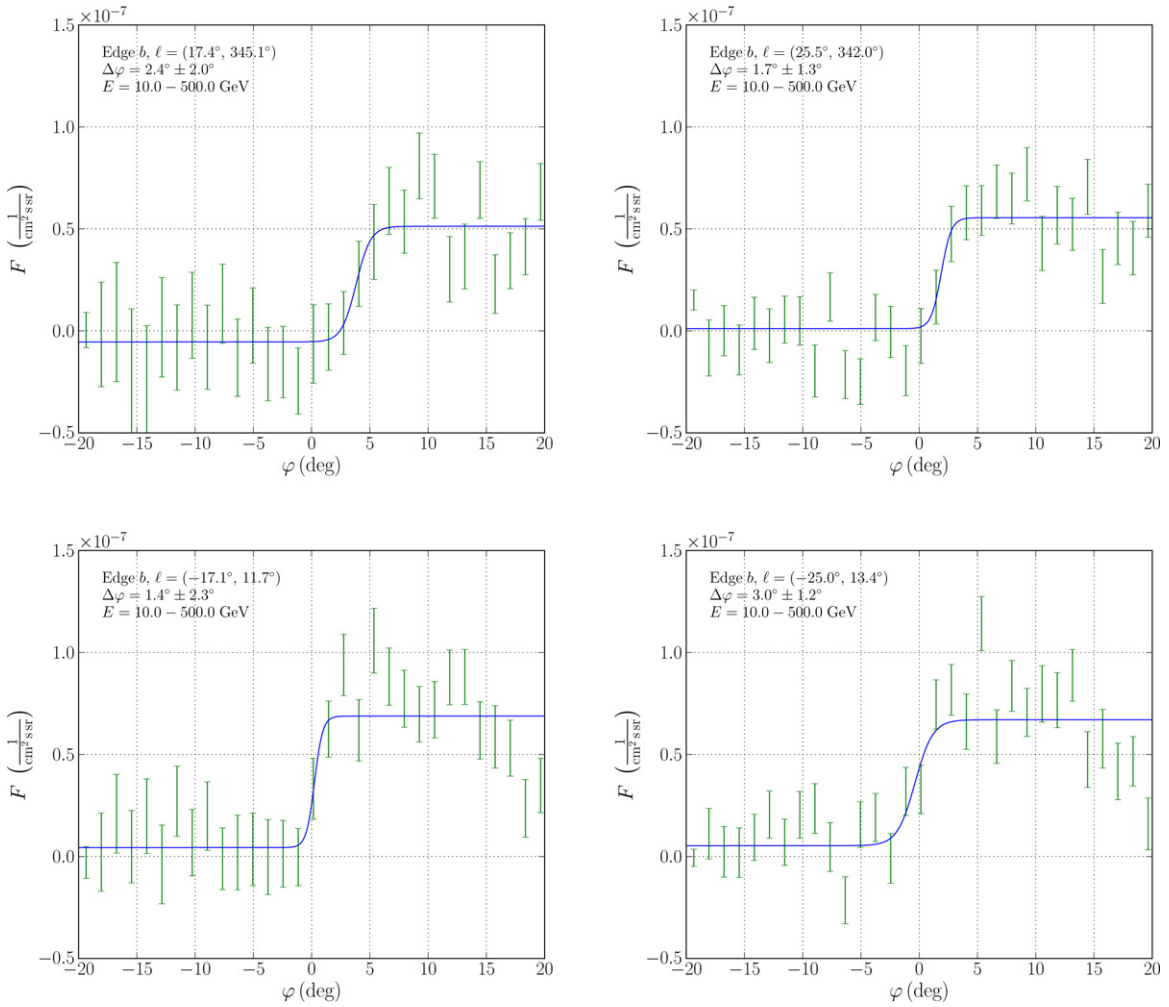 ×10⁻⁷
1.5
1.0
0.5
0.0
−0.5
F (1/cm² s sr)
Edge b, ℓ = (17.4°, 345.1°)
Δφ = 2.4° ± 2.0°
E = 10.0 − 500.0 GeV
−20 −15 −10 −5 0 5 10 15 20
φ (deg)
×10⁻⁷
1.5
1.0
0.5
0.0
−0.5
F (1/cm² s sr)
Edge b, ℓ = (25.5°, 342.0°)
Δφ = 1.7° ± 1.3°
E = 10.0 − 500.0 GeV
−20 −15 −10 −5 0 5 10 15 20
φ (deg)
×10⁻⁷
1.5
1.0
0.5
0.0
−0.5
F (1/cm² s sr)
Edge b, ℓ = (−17.1°, 11.7°)
Δφ = 1.4° ± 2.3°
E = 10.0 − 500.0 GeV
−20 −15 −10 −5 0 5 10 15 20
φ (deg)
×10⁻⁷
1.5
1.0
0.5
0.0
−0.5
F (1/cm² s sr)
Edge b, ℓ = (−25.0°, 13.4°)
Δφ = 3.0° ± 1.2°
E = 10.0 − 500.0 GeV
−20 −15 −10 −5 0 5 10 15 20
φ (deg)